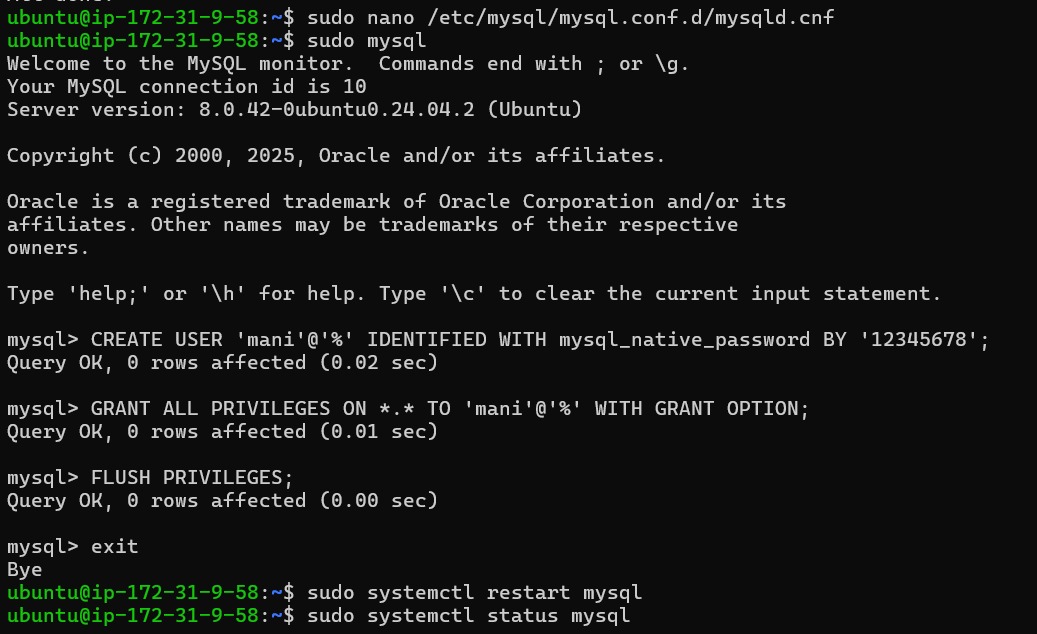 ubuntu@ip-172-31-9-58:~$ sudo nano /etc/mysql/mysql.conf.d/mysqld.cnf
ubuntu@ip-172-31-9-58:~$ sudo mysql
Welcome to the MySQL monitor.  Commands end with ; or \g.
Your MySQL connection id is 10
Server version: 8.0.42-0ubuntu0.24.04.2 (Ubuntu)

Copyright (c) 2000, 2025, Oracle and/or its affiliates.

Oracle is a registered trademark of Oracle Corporation and/or its
affiliates. Other names may be trademarks of their respective
owners.

Type 'help;' or '\h' for help. Type '\c' to clear the current input statement.

mysql> CREATE USER 'mani'@'%' IDENTIFIED WITH mysql_native_password BY '12345678';
Query OK, 0 rows affected (0.02 sec)

mysql> GRANT ALL PRIVILEGES ON *.* TO 'mani'@'%' WITH GRANT OPTION;
Query OK, 0 rows affected (0.01 sec)

mysql> FLUSH PRIVILEGES;
Query OK, 0 rows affected (0.00 sec)

mysql> exit
Bye
ubuntu@ip-172-31-9-58:~$ sudo systemctl restart mysql
ubuntu@ip-172-31-9-58:~$ sudo systemctl status mysql